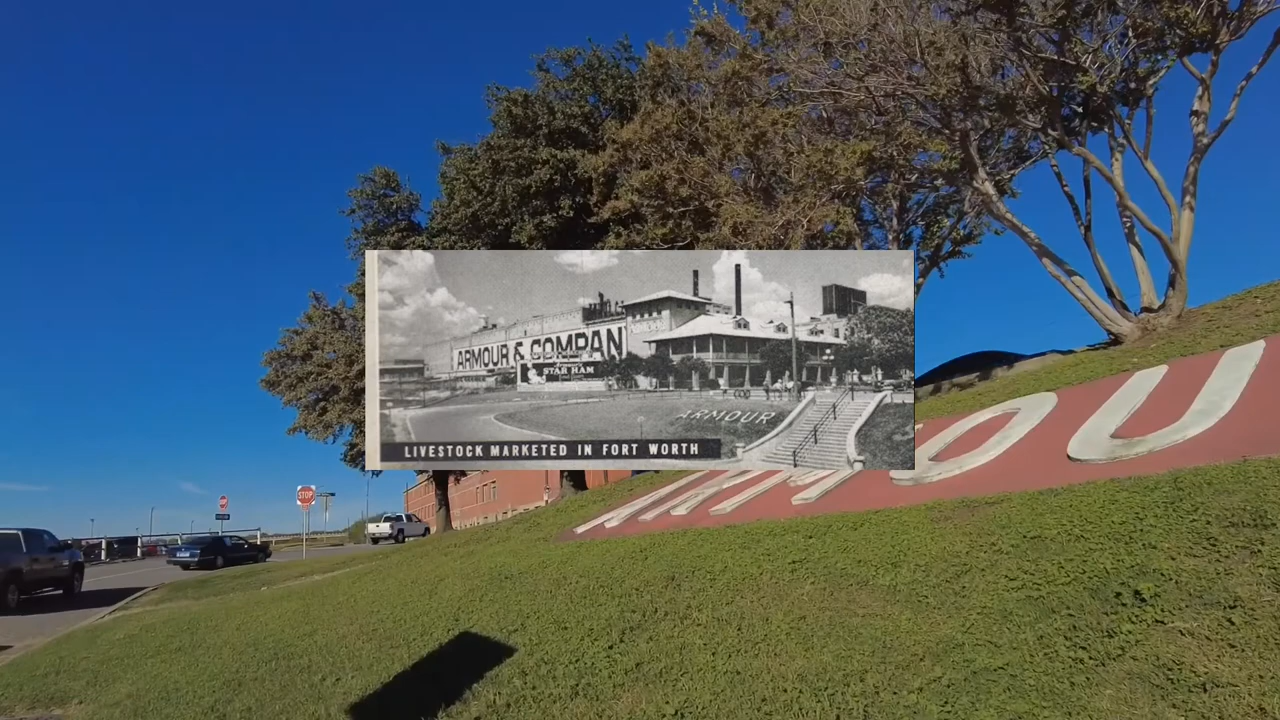 ARMOUR & COMPAN
STAR HAM
ARMOUR
LIVESTOCK MARKETED IN FORT WORTH
OU
STOP